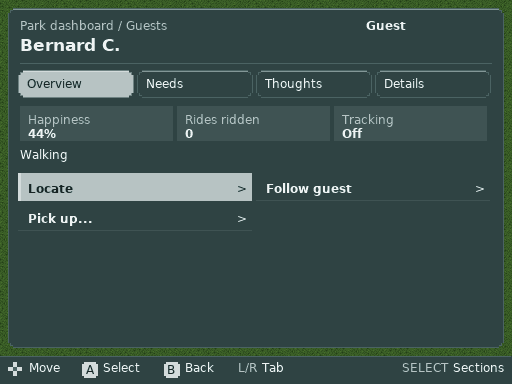 Park dashboard / Guests Guest
Bernard C.
Overview Needs Thoughts Details
Happiness Rides ridden Tracking
44% 0 Off
Walking
Locate > Follow guest >
Pick up... >
Move A Select B Back L/R Tab SELECT Sections